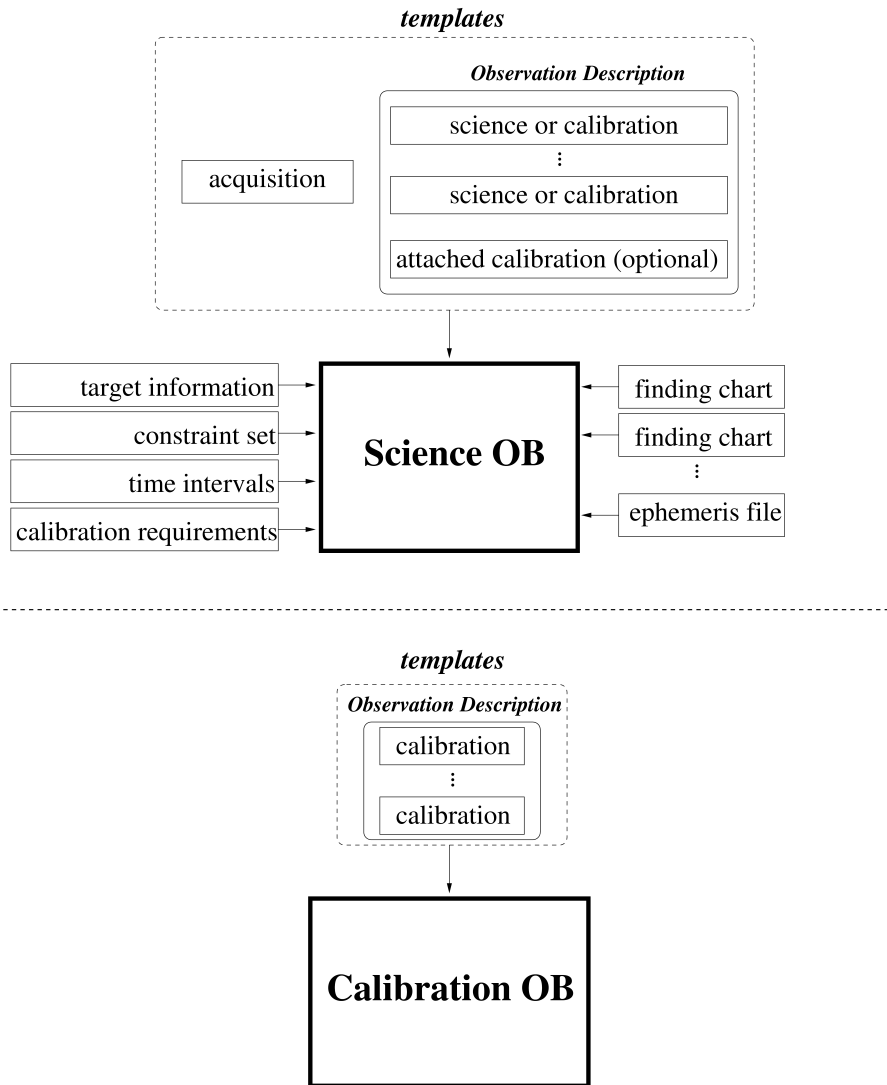 templates
Observation Description
science or calibration
⋮
acquisition
science or calibration
attached calibration (optional)
target information
constraint set
time intervals
calibration requirements
Science OB
finding chart
finding chart
⋮
ephemeris file
templates
Observation Description
calibration
⋮
calibration
Calibration OB